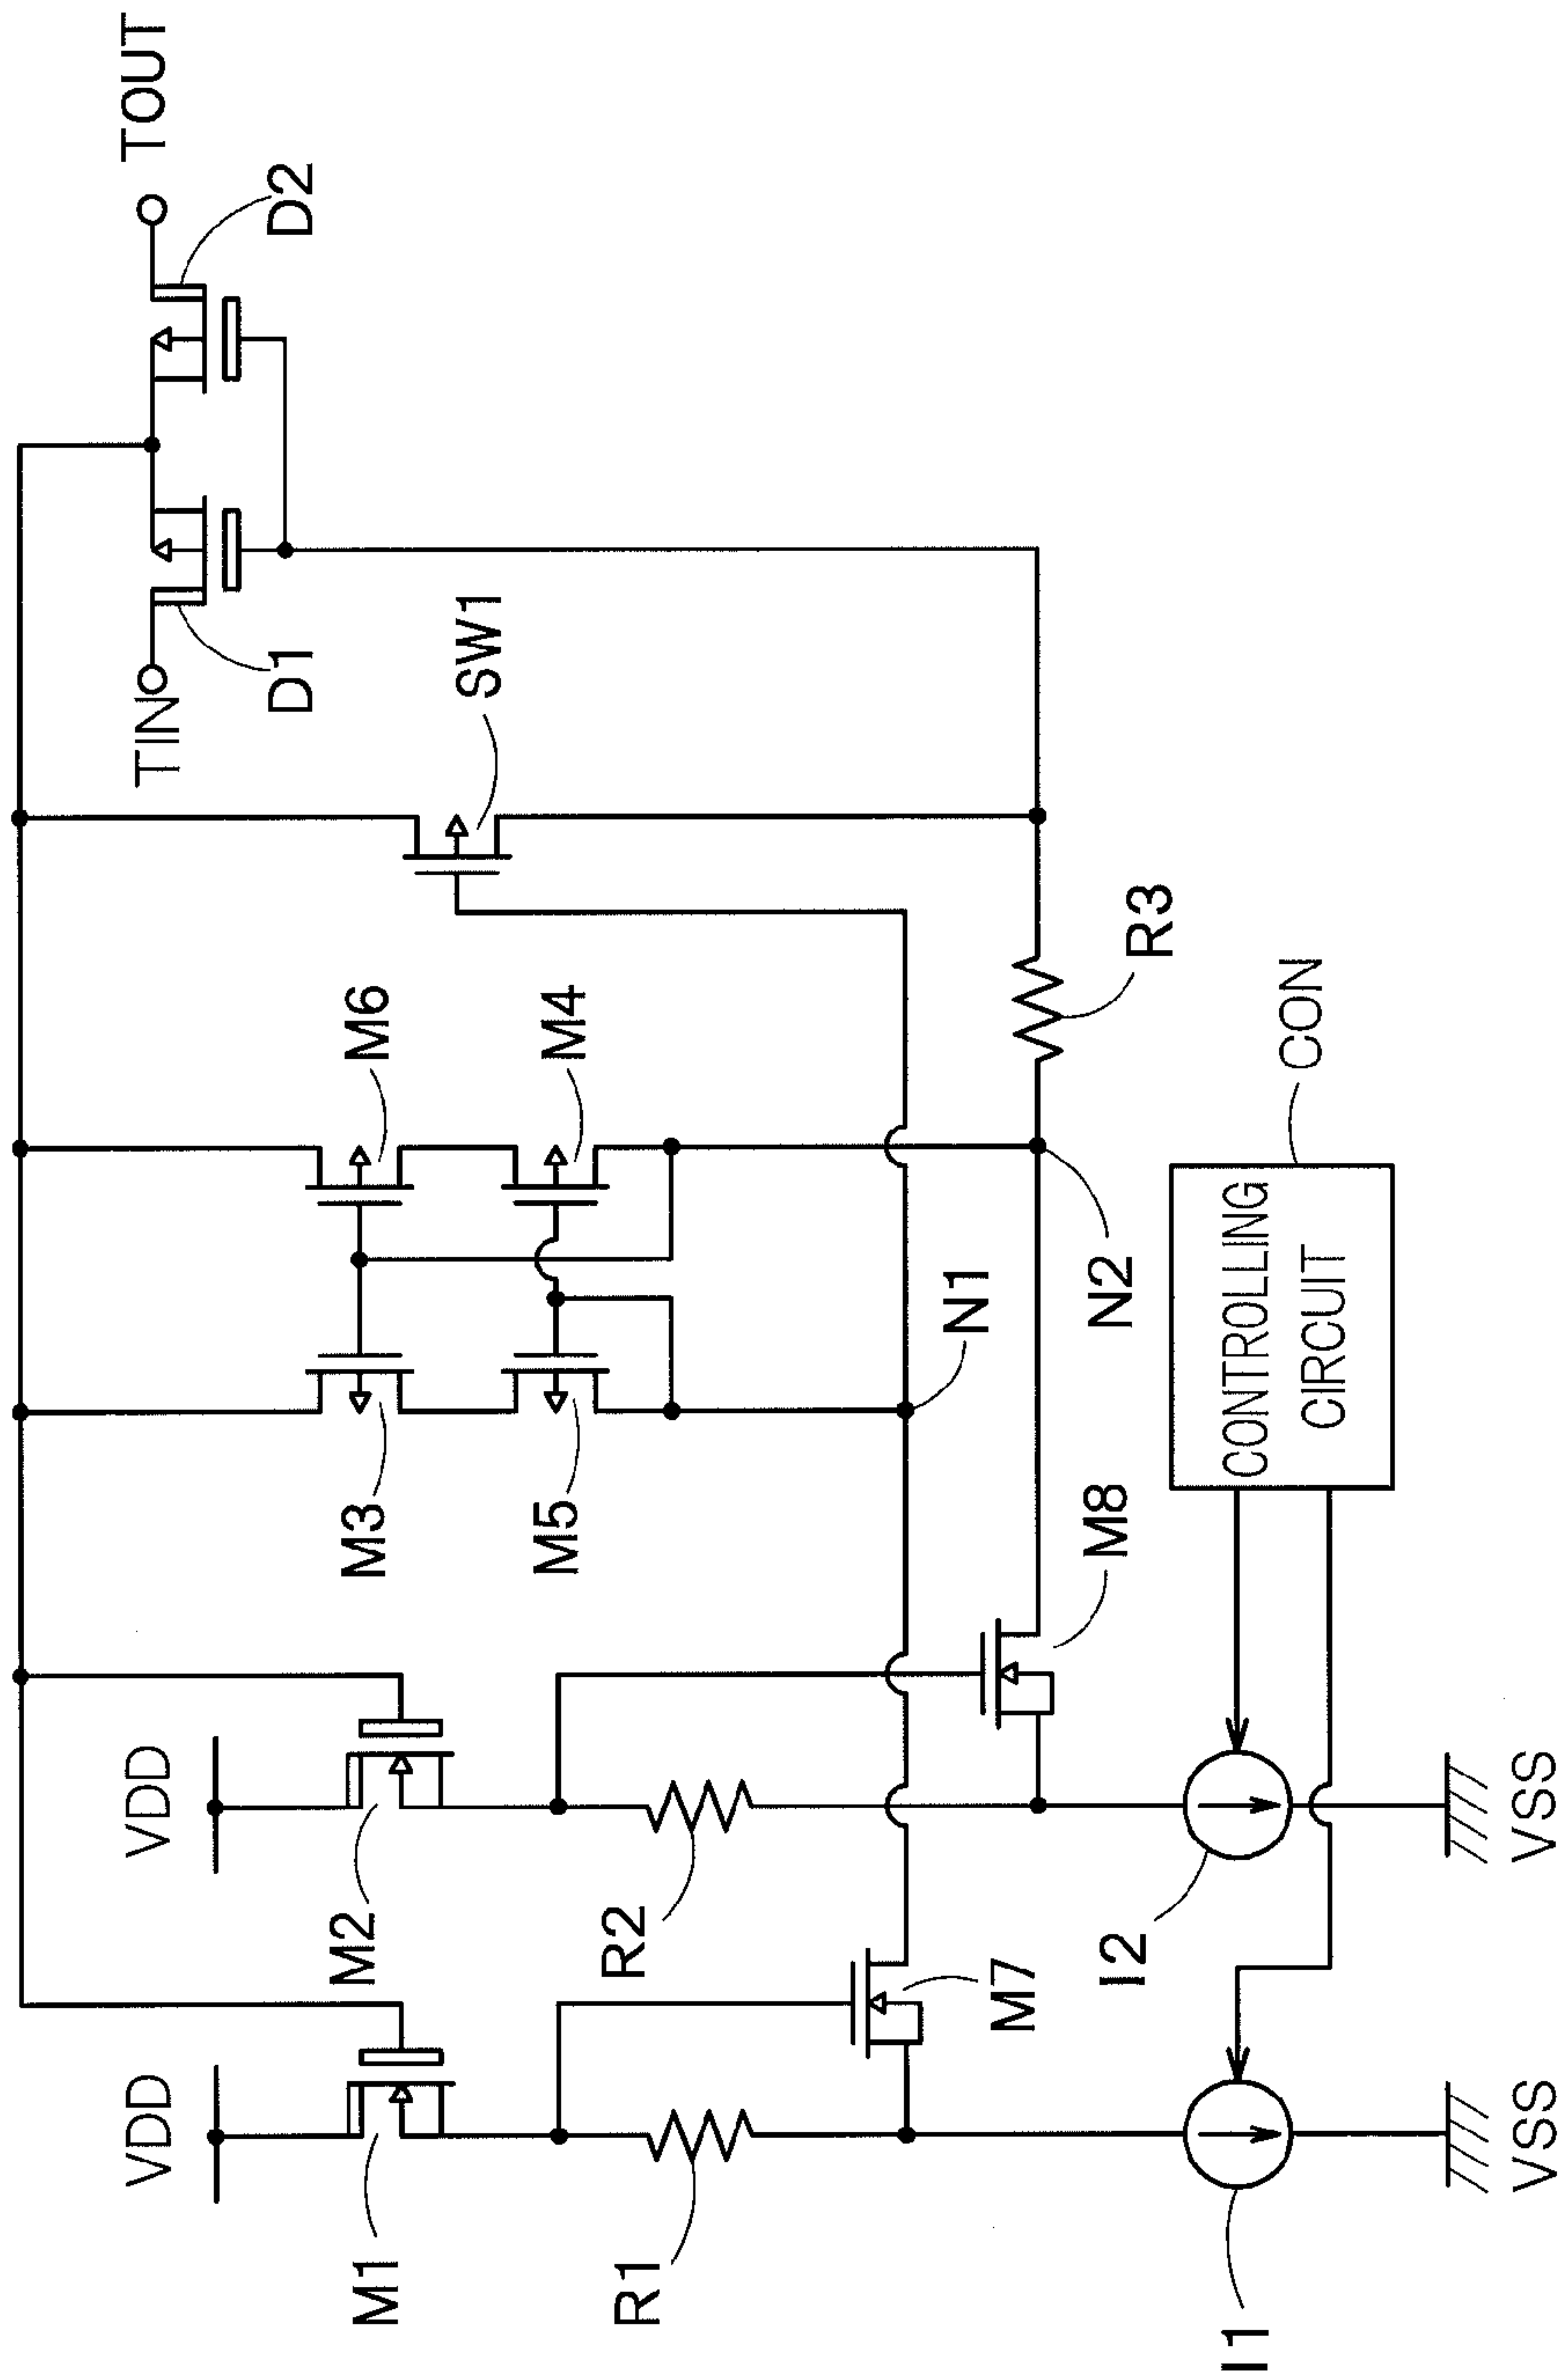 TIN
TOUT
D1
D2
SW1
M6
M4
M3
M5
R3
N1
N2
CON
CONTROLLING
CIRCUIT
VDD
VDD
M1
M2
R1
R2
M7
M8
I1
I2
VSS
VSS